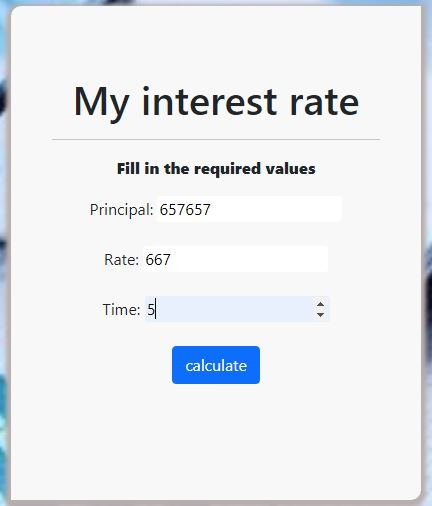 My interest rate
Fill in the required values
Principal: 657657
Rate: 667
Time: 5
calculate